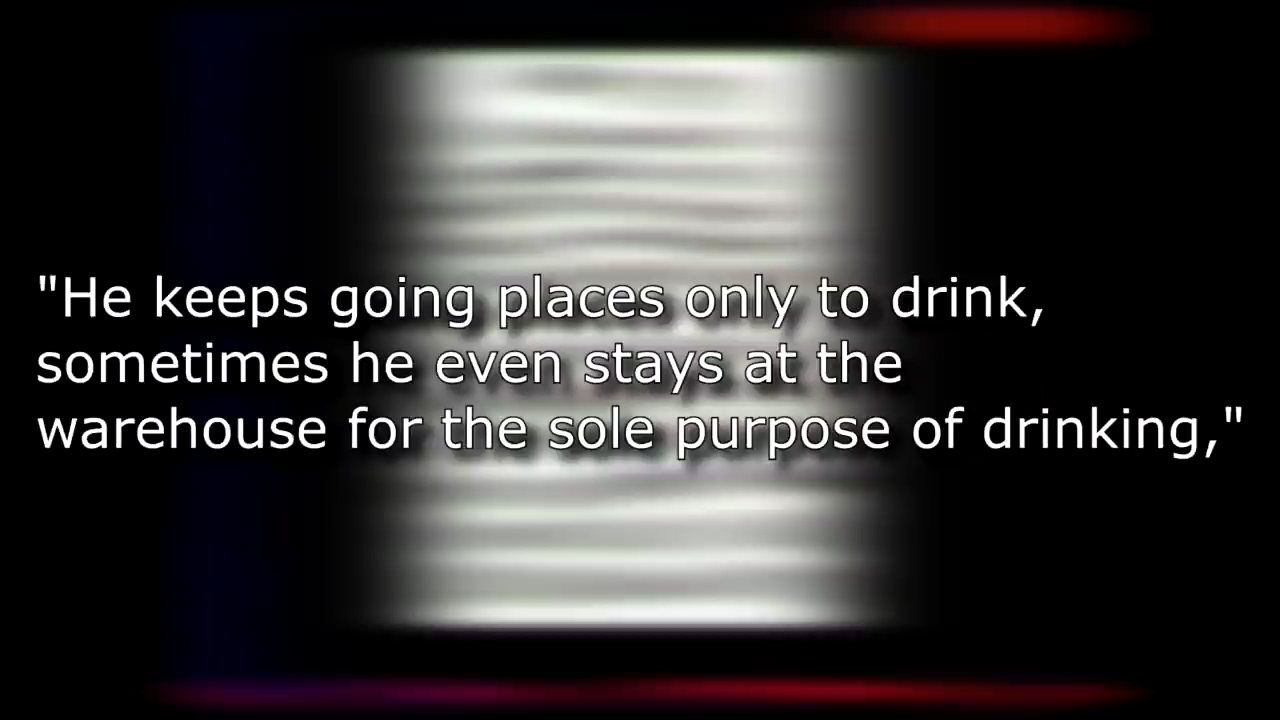 "He keeps going places only to drink,
sometimes he even stays at the
warehouse for the sole purpose of drinking,"